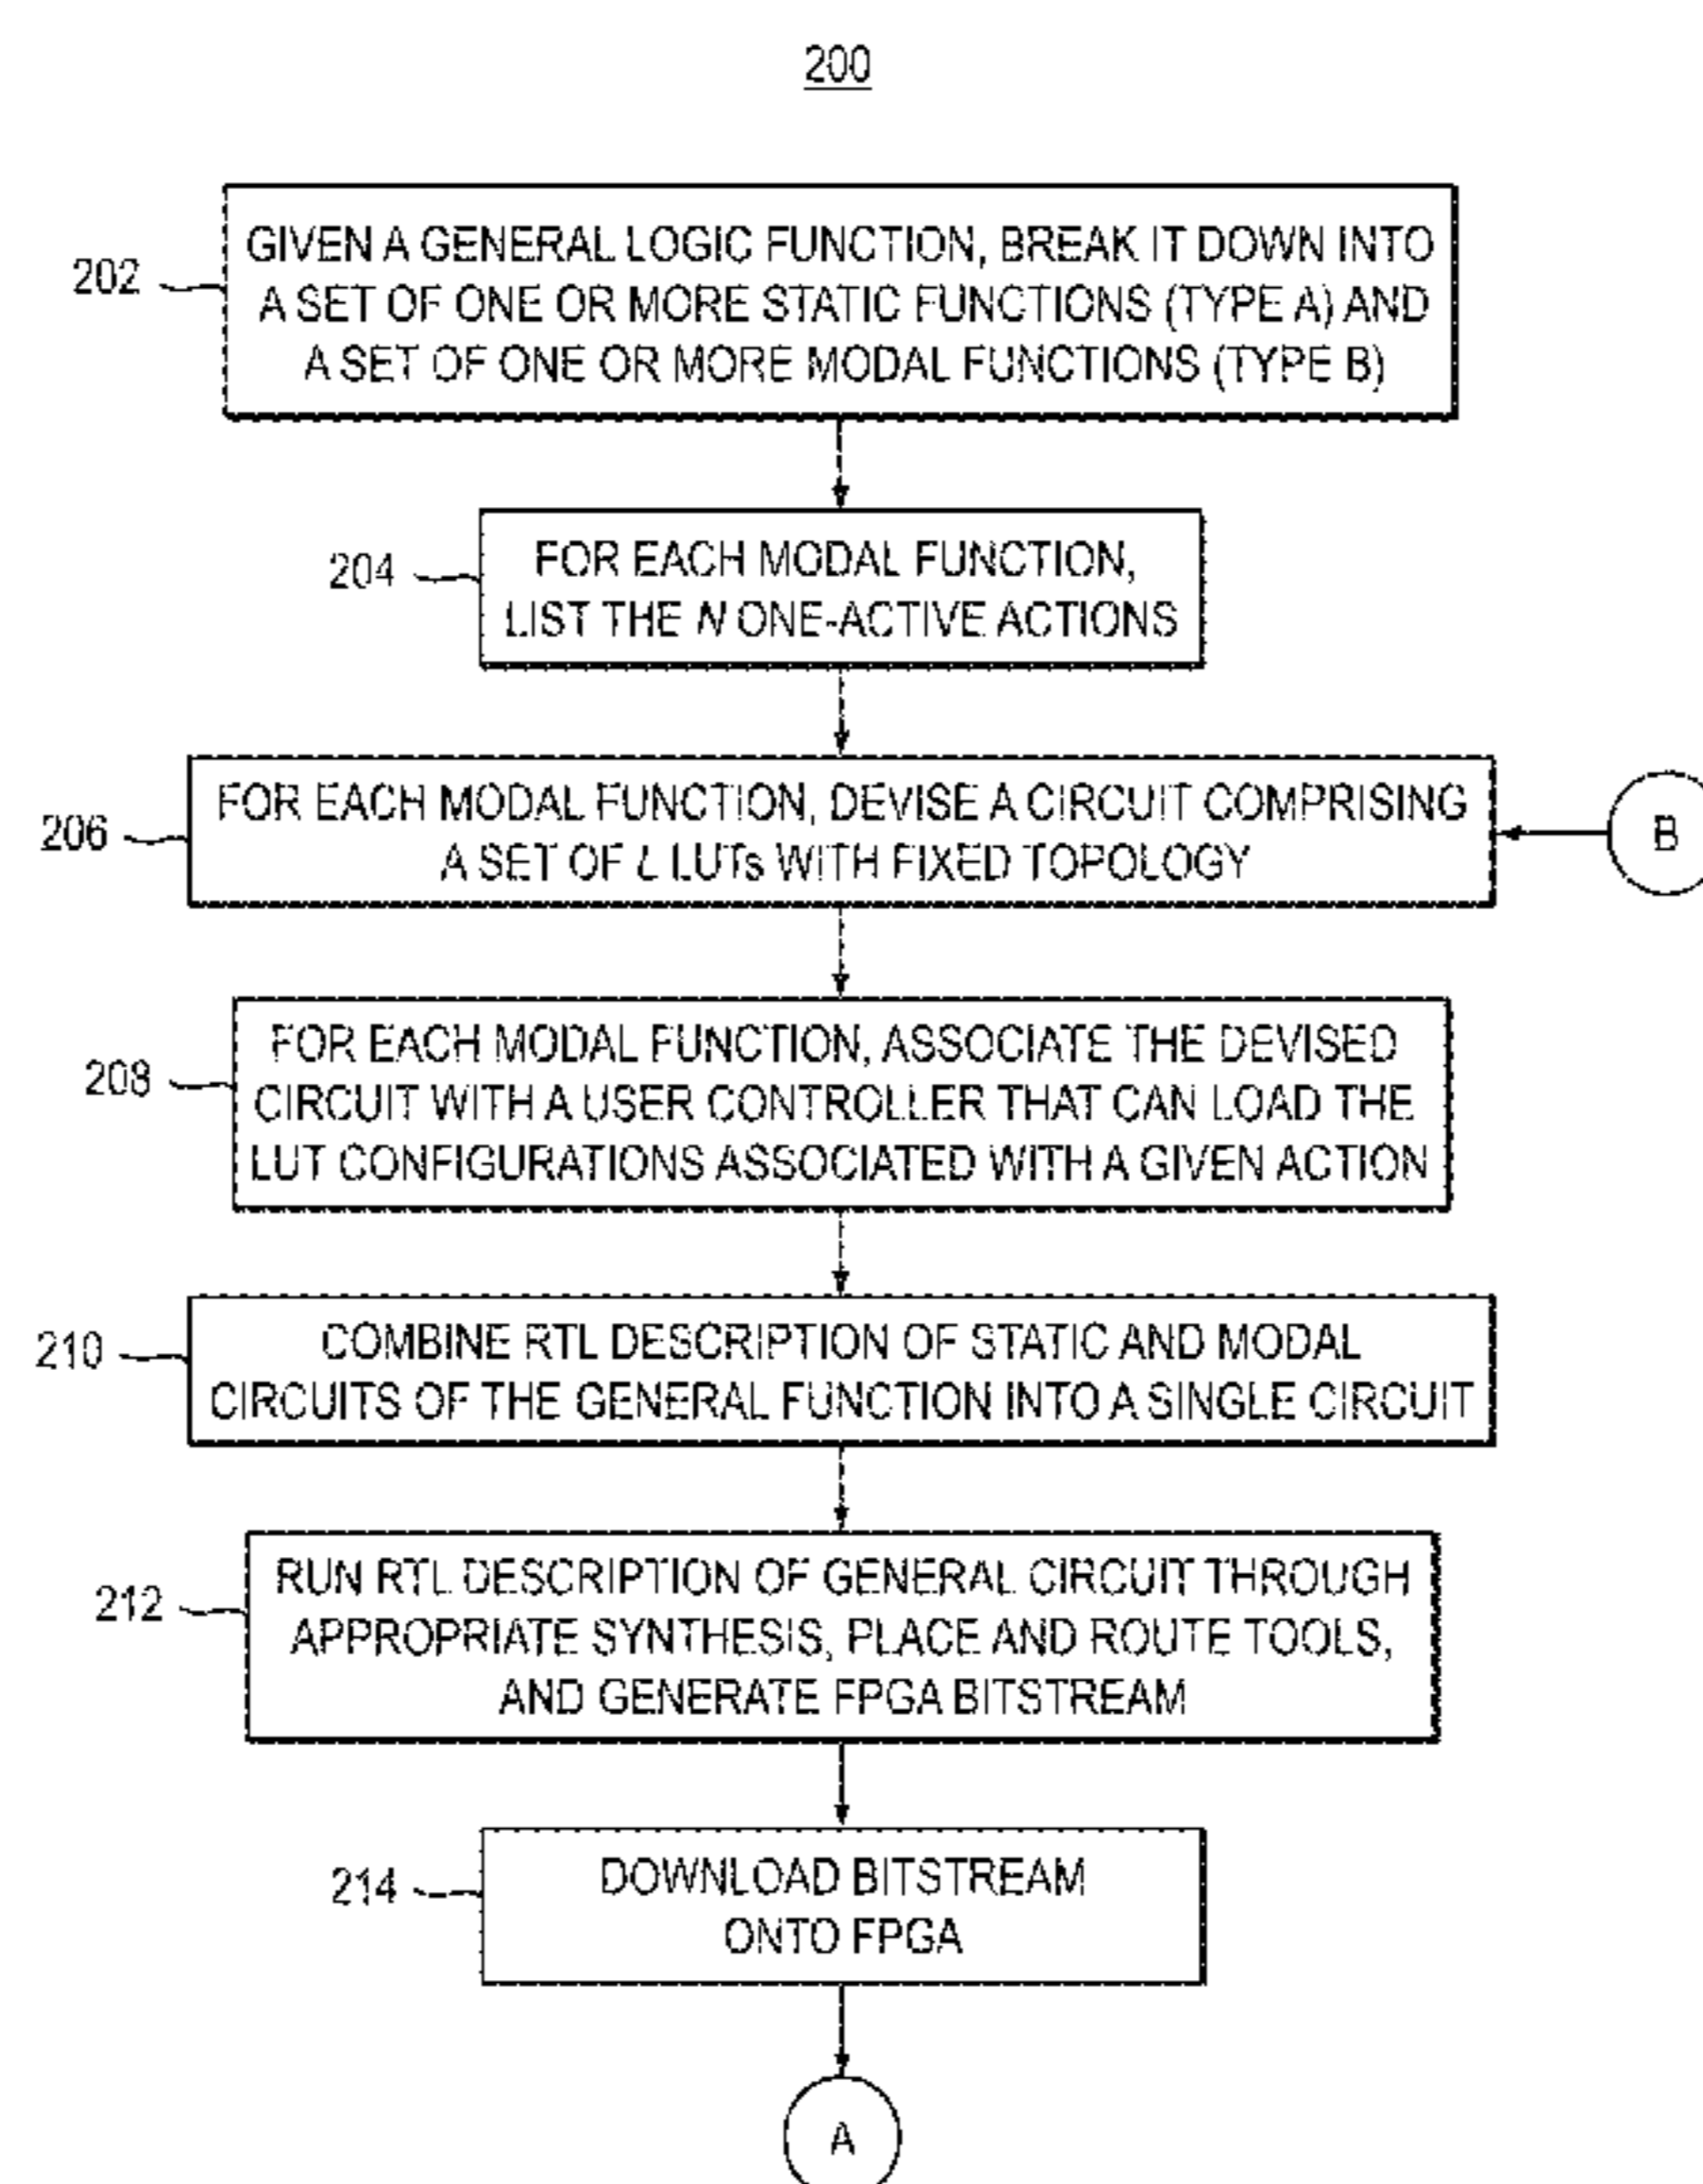 200
202
GIVEN A GENERAL LOGIC FUNCTION, BREAK IT DOWN INTO
A SET OF ONE OR MORE STATIC FUNCTIONS (TYPE A) AND
A SET OF ONE OR MORE MODAL FUNCTIONS (TYPE B)
204
FOR EACH MODAL FUNCTION,
LIST THE N ONE-ACTIVE ACTIONS
206
FOR EACH MODAL FUNCTION, DEVISE A CIRCUIT COMPRISING
A SET OF L LUTs WITH FIXED TOPOLOGY
B
208
FOR EACH MODAL FUNCTION, ASSOCIATE THE DEVISED
CIRCUIT WITH A USER CONTROLLER THAT CAN LOAD THE
LUT CONFIGURATIONS ASSOCIATED WITH A GIVEN ACTION
210
COMBINE RTL DESCRIPTION OF STATIC AND MODAL
CIRCUITS OF THE GENERAL FUNCTION INTO A SINGLE CIRCUIT
212
RUN RTL DESCRIPTION OF GENERAL CIRCUIT THROUGH
APPROPRIATE SYNTHESIS, PLACE AND ROUTE TOOLS,
AND GENERATE FPGA BITSTREAM
214
DOWNLOAD BITSTREAM
ONTO FPGA
A